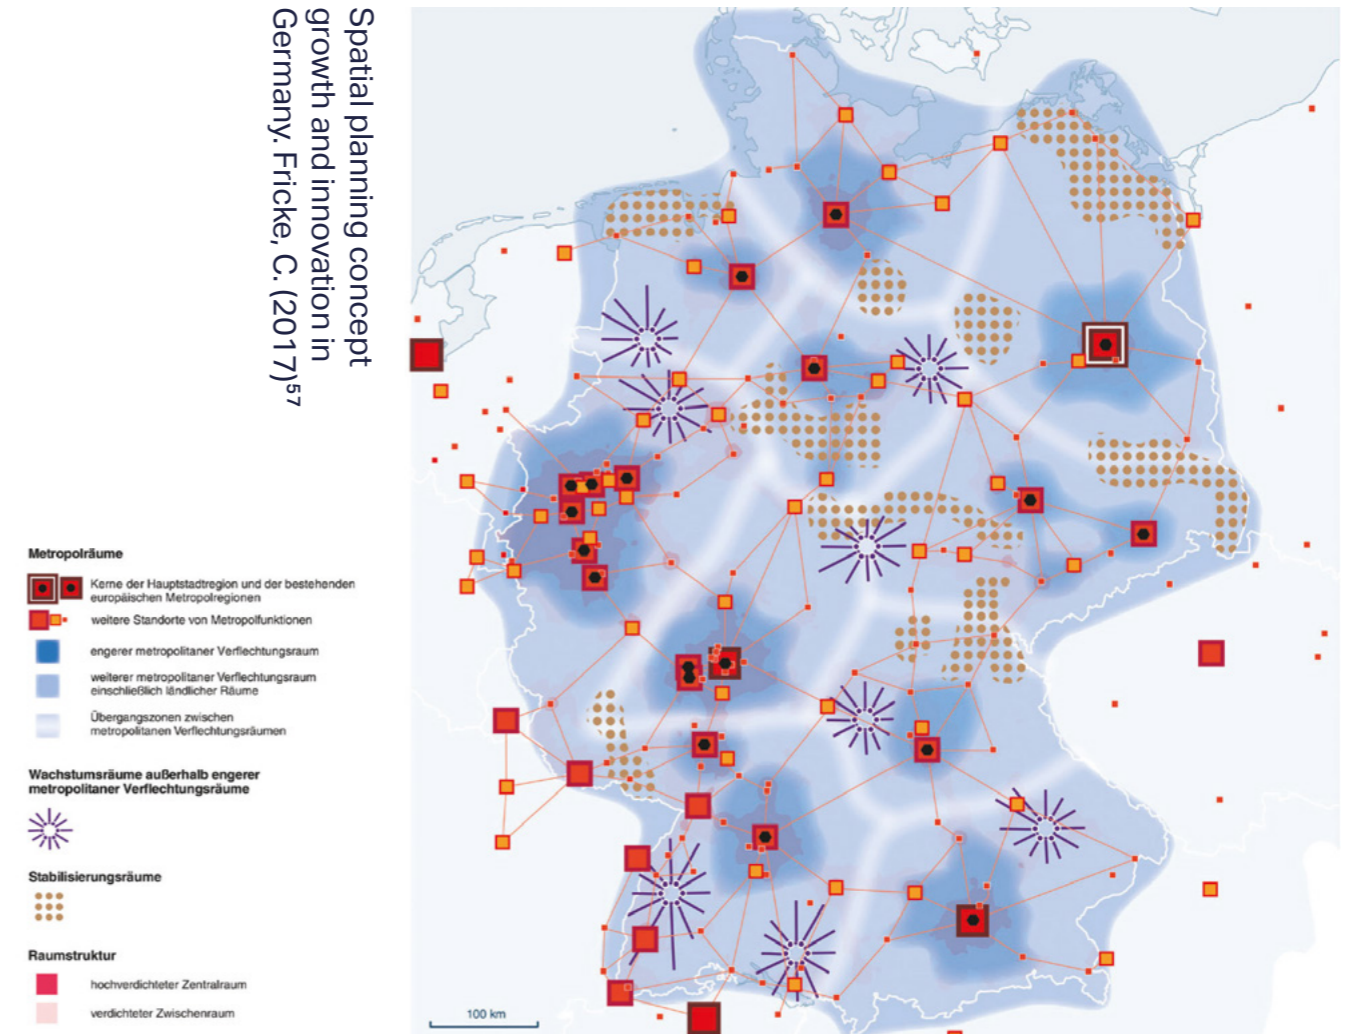 Spatial planning concept
growth and innovation in
Germany. Fricke, C. (2017)⁵⁷
Metropolräume
Kerne der Hauptstadtregion und der bestehenden
europäischen Metropolregionen
weitere Standorte von Metropolfunktionen
engerer metropolitaner Verflechtungsraum
weiterer metropolitaner Verflechtungsraum
einschließlich ländlicher Räume
Übergangszonen zwischen
metropolitanen Verflechtungsräumen
Wachstumsräume außerhalb engerer
metropolitaner Verflechtungsräume
Stabilisierungsräume
Raumstruktur
hochverdichteter Zentralraum
verdichteter Zwischenraum
100 km